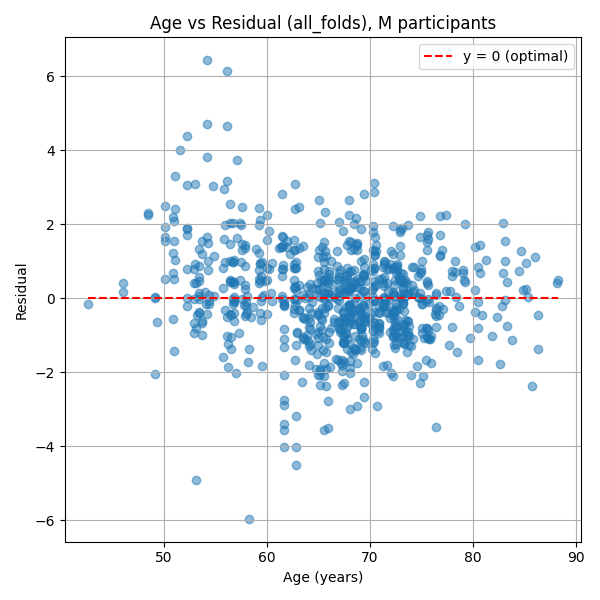 Age vs Residual (all_folds), M participants
y = 0 (optimal)
6
4
2
0
−2
−4
−6
Residual
50 60 70 80 90
Age (years)